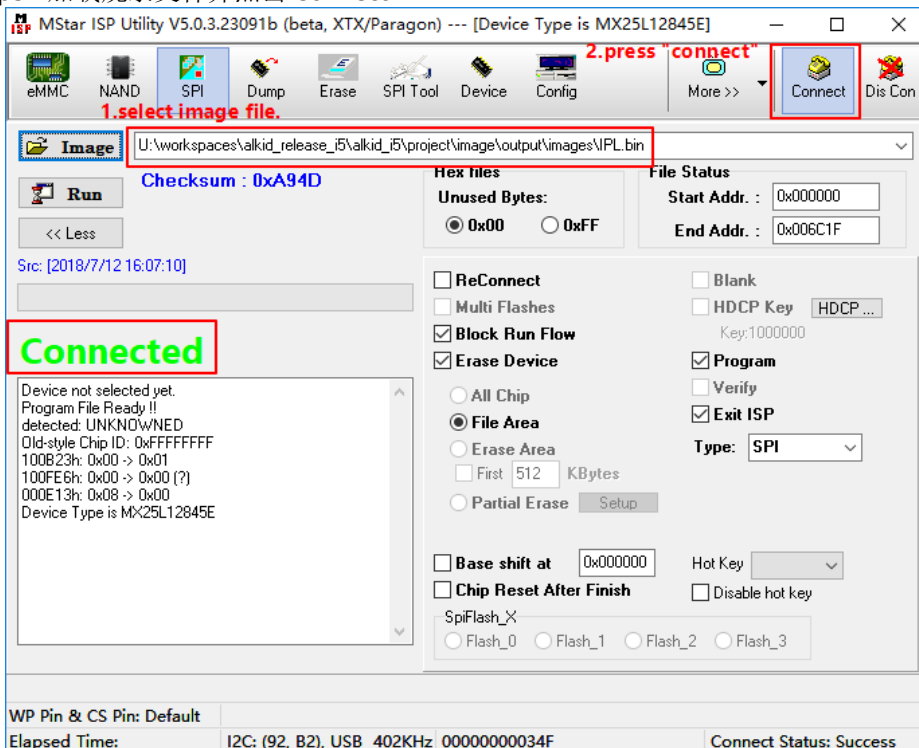 MStar ISP Utility V5.0.3.23091b (beta, XTX/Paragon) --- [Device Type is MX25L12845E]
eMMC NAND SPI Dump Erase SPI Tool Device Config More >> Connect Dis Con
2.press "connect"
1.select image file.
Image U:\workspaces\alkid_release_i5\alkid_i5\project\image\output\images\IPL.bin
Run
Checksum : 0xA94D
<< Less
Hex files
Unused Bytes:
0x00 0xFF
File Status
Start Addr. : 0x000000
End Addr. : 0x006C1F
Src: [2018/7/12 16:07:10]
Connected
Device not selected yet.
Program File Ready !!
detected: UNKNOWNED
Old-style Chip ID: 0xFFFFFFFF
100B23h: 0x00 -> 0x01
100FE6h: 0x00 -> 0x00 (?)
000E13h: 0x08 -> 0x00
Device Type is MX25L12845E
ReConnect
Multi Flashes
Block Run Flow
Erase Device
All Chip
File Area
Erase Area
First 512 KBytes
Partial Erase Setup
Blank
HDCP Key HDCP ...
Key:1000000
Program
Verify
Exit ISP
Type: SPI
Base shift at 0x000000
Chip Reset After Finish
Hot Key
Disable hot key
SpiFlash_X
Flash_0 Flash_1 Flash_2 Flash_3
WP Pin & CS Pin: Default
Elapsed Time: I2C: (92, B2), USB 402KHz 00000000034F Connect Status: Success